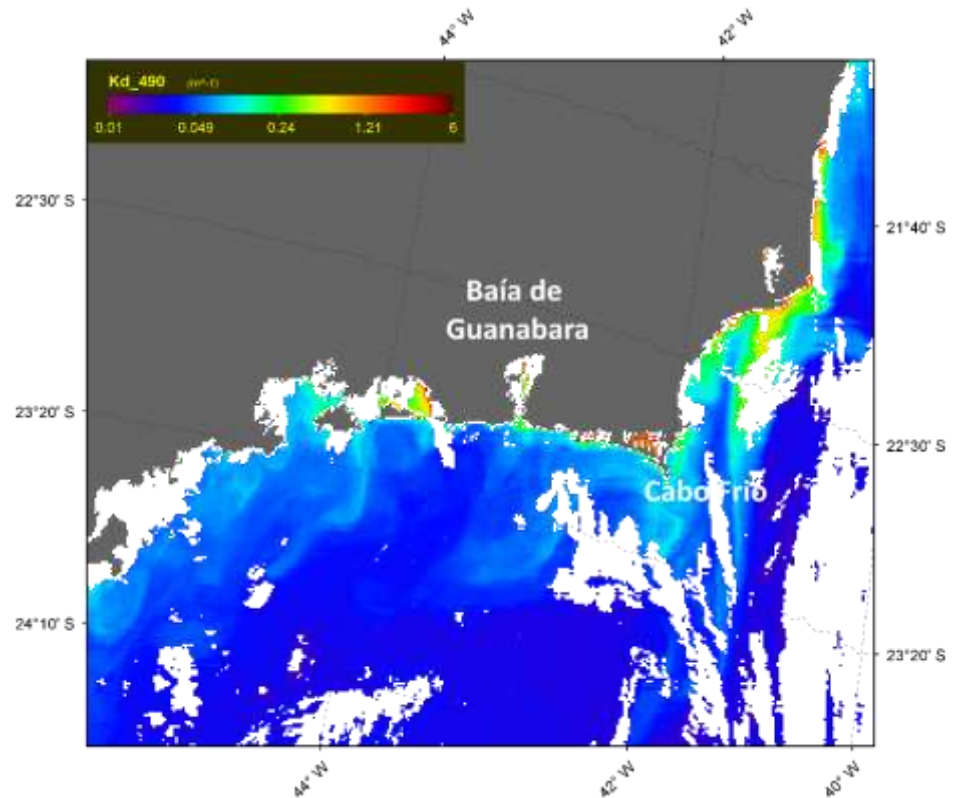 44° W
42° W
Kd_490 (m^-1)
0.01 0.049 0.24 1.21 6
22°30' S
21°40' S
Baía de
Guanabara
23°20' S
22°30' S
Cabo Frio
24°10' S
23°20' S
44° W
42° W
40° W